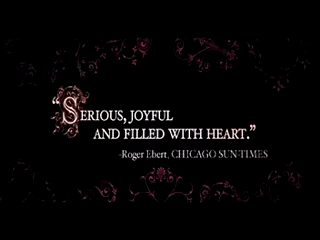 “SERIOUS, JOYFUL
AND FILLED WITH HEART.”
-Roger Ebert, CHICAGO SUN-TIMES